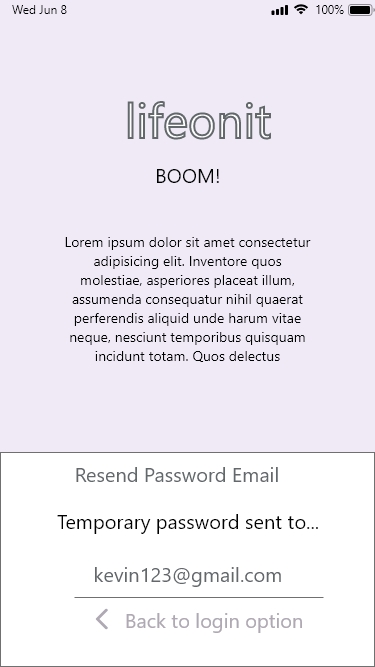 Wed Jun 8 100%
lifeonit
BOOM!
Lorem ipsum dolor sit amet consectetur
adipisicing elit. Inventore quos
molestiae, asperiores placeat illum,
assumenda consequatur nihil quaerat
perferendis aliquid unde harum vitae
neque, nesciunt temporibus quisquam
incidunt totam. Quos delectus
Resend Password Email
Temporary password sent to...
kevin123@gmail.com
Back to login option